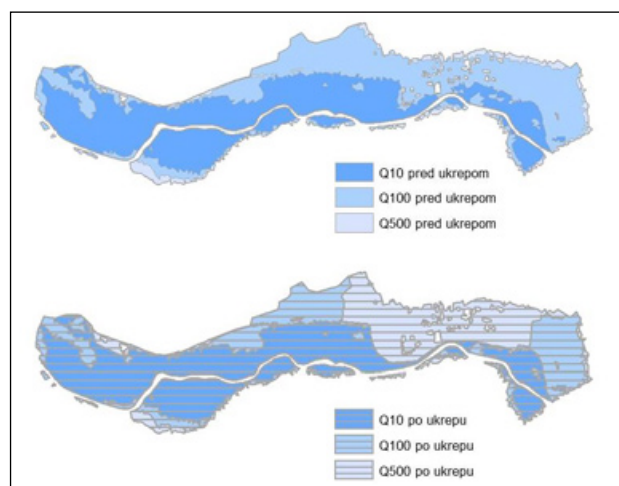 Q10 pred ukrepom
Q100 pred ukrepom
Q500 pred ukrepom
Q10 po ukrepu
Q100 po ukrepu
Q500 po ukrepu